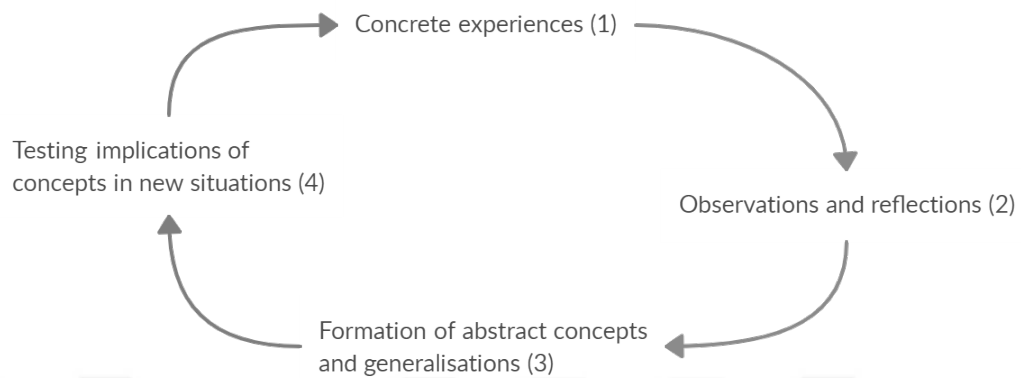 Concrete experiences (1)
Testing implications of
concepts in new situations (4)
Observations and reflections (2)
Formation of abstract concepts
and generalisations (3)